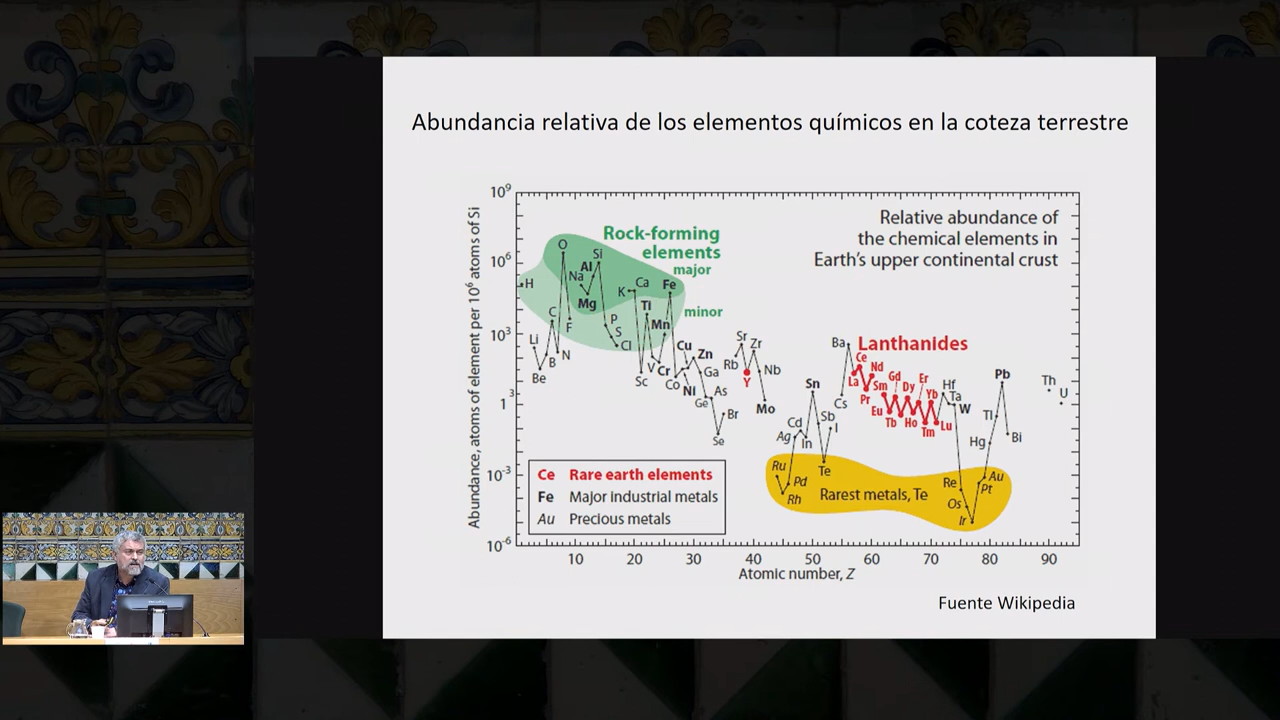 Abundancia relativa de los elementos químicos en la coteza terrestre
10⁹
10⁶
10³
1
10⁻³
10⁻⁶
Abundance, atoms of element per 10⁶ atoms of Si
Relative abundance of
the chemical elements in
Earth's upper continental crust
Rock-forming
elements
major
minor
H
Li
Be
B
C
N
O
F
Na
Mg
Al
Si
P
S
Cl
K
Ca
Sc
Ti
V
Cr
Mn
Fe
Co
Ni
Cu
Zn
Ga
Ge
As
Se
Br
Rb
Sr
Y
Zr
Nb
Mo
Ru
Rh
Pd
Ag
Cd
In
Sn
Sb
Te
I
Cs
Ba
Lanthanides
La
Ce
Pr
Nd
Sm
Eu
Gd
Tb
Dy
Ho
Er
Tm
Yb
Lu
Hf
Ta
W
Re
Os
Ir
Pt
Au
Hg
Tl
Pb
Bi
Th
U
Rarest metals, Te
Ce Rare earth elements
Fe Major industrial metals
Au Precious metals
10 20 30 40 50 60 70 80 90
Atomic number, Z
Fuente Wikipedia